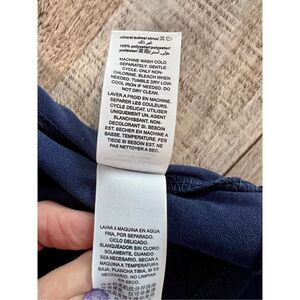 100% polyester/polyester/
MACHINE WASH COLD
SEPARATELY. GENTLE
CYCLE. ONLY NON-
CHLORINE. BLEACH WHEN
NEEDED. TUMBLE DRY LOW.
COOL IRON IF NEEDED. DO
NOT DRY CLEAN.
LAVER A FROID EN MACHINE.
SEPARER LES COULEURS.
CYCLE DELICAT. UTILISER
UNIQUEMENT UN AGENT
BLANCHISSANT. NON-
DECOLORANT SI BESOIN
EST. SECHER EN MACHINE
A BASSE TEMPERATURE. FER
TIEDE SI BESOIN EST. NE
PAS NETTOYER A SEC.
LAVAR A MAQUINA EN AGUA
FRIA, POR SEPARADO.
CICLO DELICADO.
BLANQUEADOR SIN CLORO
SOLAMENTE. CUANDO SEA
NECESARIO. SECAR A
MAQUINA TEMPERATURA
BAJA. PLANCHA TIBIA, SI ES
NECESARIO. NO LIMPIAR
EN SECO.